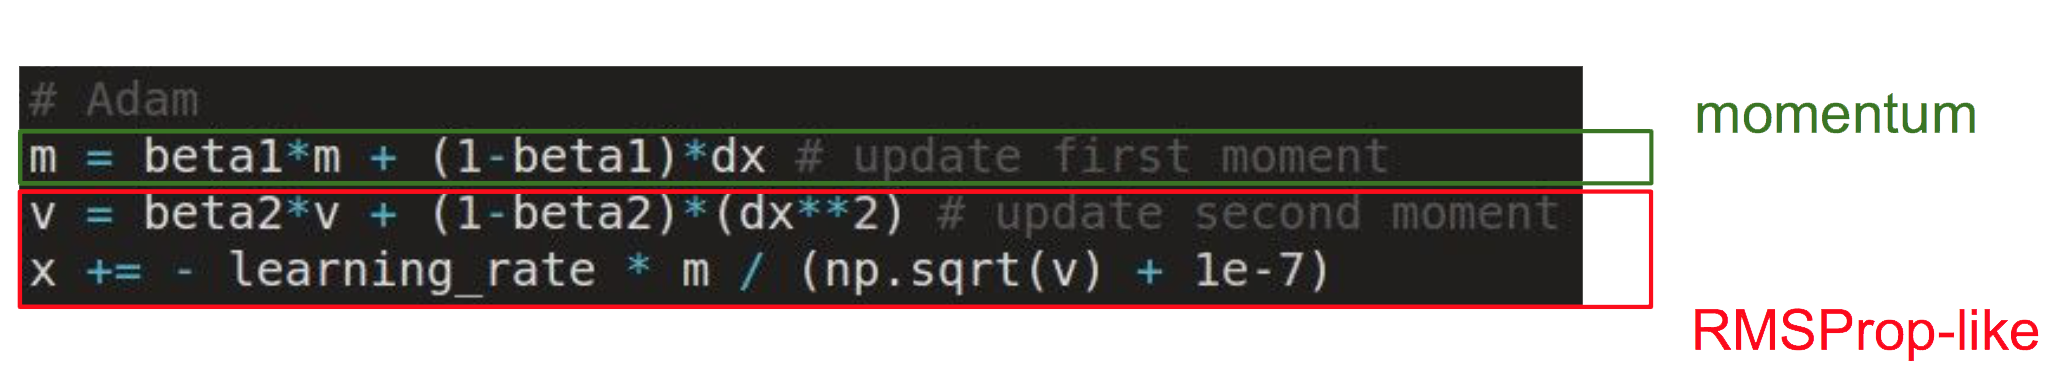 # Adam
momentum
m = beta1*m + (1-beta1)*dx # update first moment
v = beta2*v + (1-beta2)*(dx**2) # update second moment
x += - learning_rate * m / (np.sqrt(v) + 1e-7)
RMSProp-like